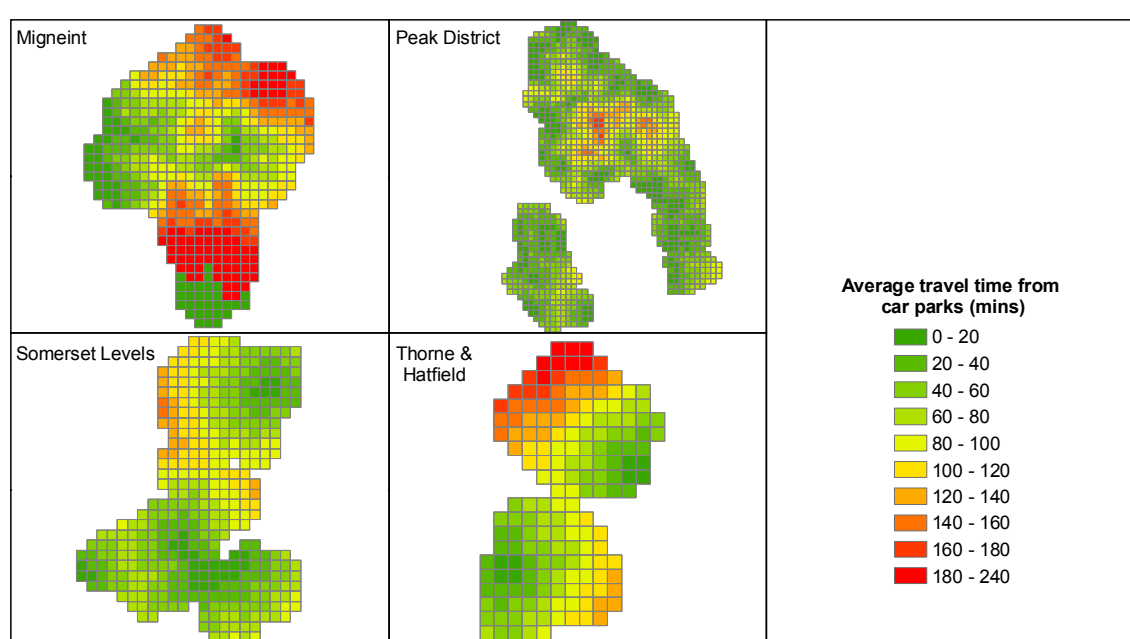 Migneint
Peak District
Somerset Levels
Thorne &
Hatfield
Average travel time from
car parks (mins)
0 - 20
20 - 40
40 - 60
60 - 80
80 - 100
100 - 120
120 - 140
140 - 160
160 - 180
180 - 240